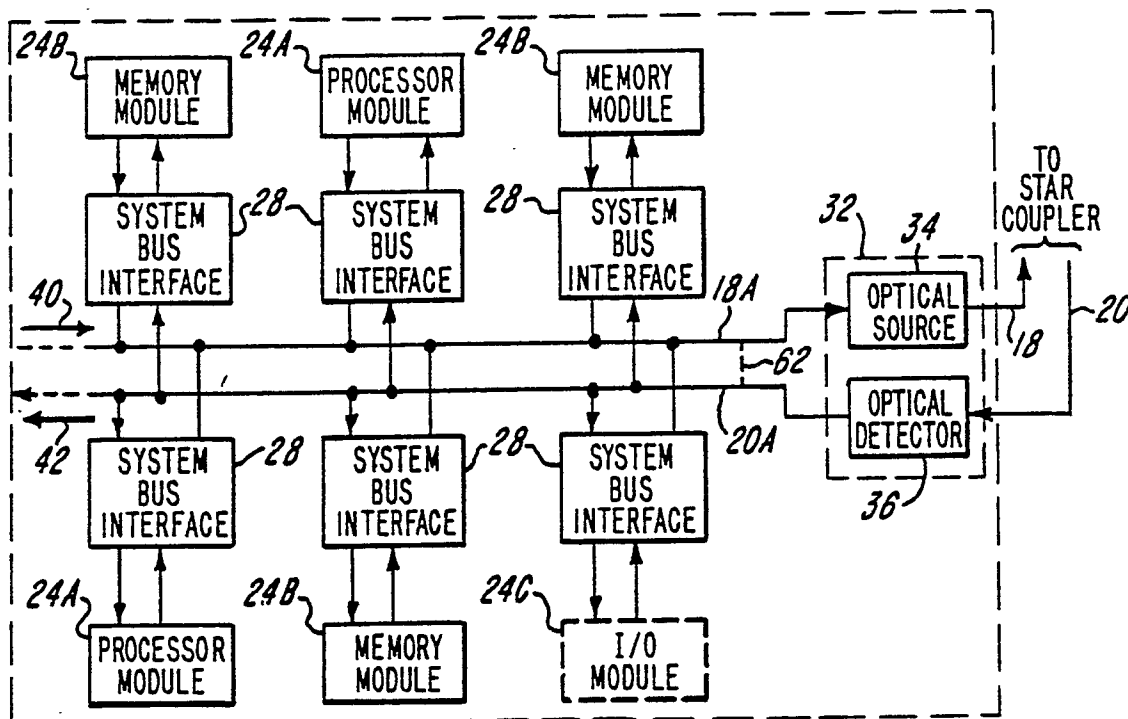 24B
MEMORY
MODULE
24A
PROCESSOR
MODULE
24B
MEMORY
MODULE
SYSTEM
BUS
INTERFACE
28
SYSTEM
BUS
INTERFACE
28
SYSTEM
BUS
INTERFACE
28
TO
STAR
COUPLER
32
34
OPTICAL
SOURCE
18
20
40
18A
62
42
20A
OPTICAL
DETECTOR
36
SYSTEM
BUS
INTERFACE
28
SYSTEM
BUS
INTERFACE
28
SYSTEM
BUS
INTERFACE
24A
PROCESSOR
MODULE
24B
MEMORY
MODULE
24C
I/O
MODULE